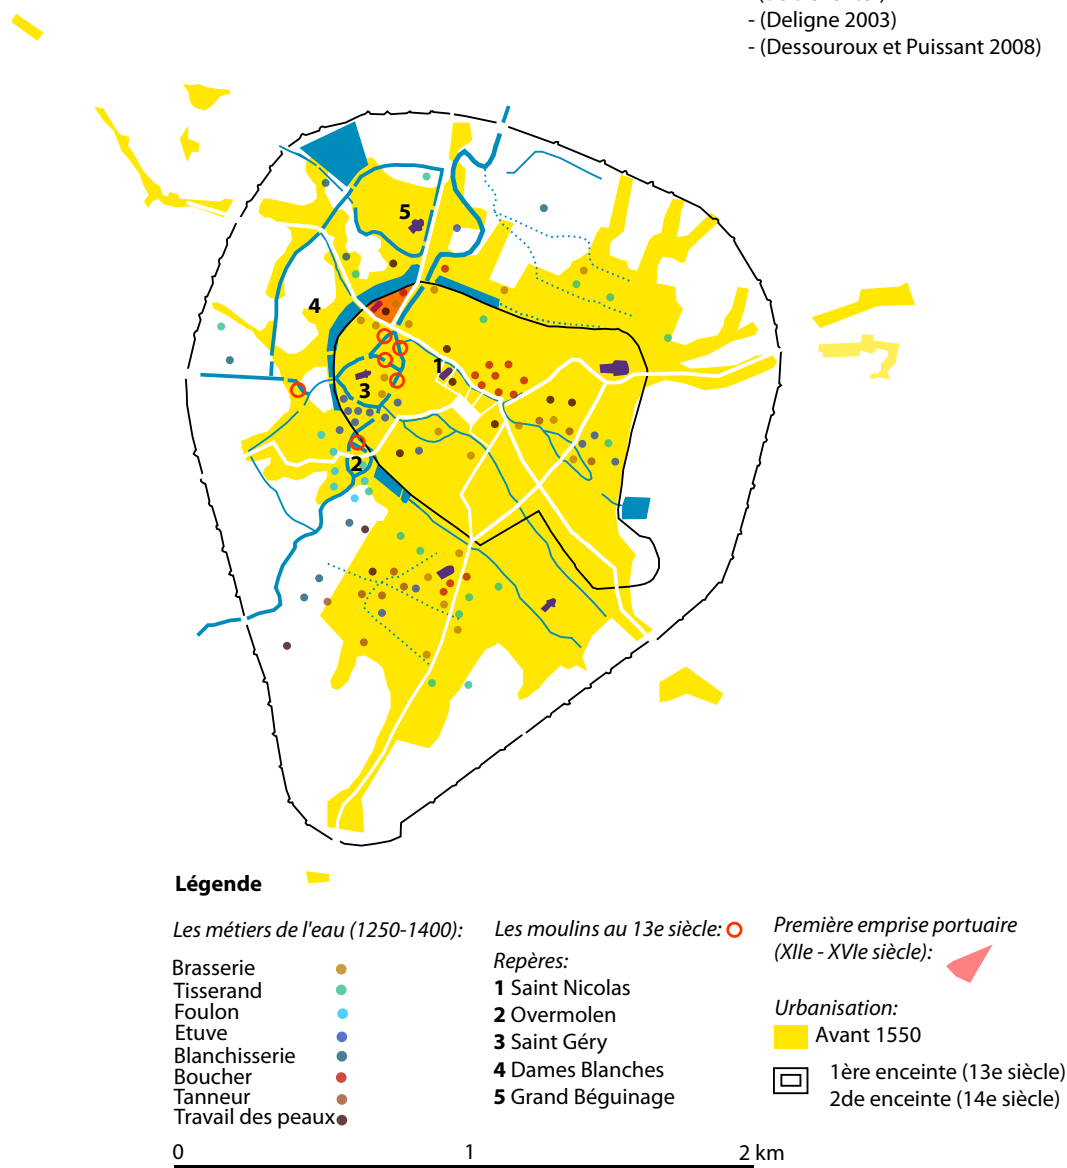 - (Deligne 2003)
- (Dessouroux et Puissant 2008)
5
4
1
3
2
Légende
Les métiers de l'eau (1250-1400):
Brasserie
Tisserand
Foulon
Etuve
Blanchisserie
Boucher
Tanneur
Travail des peaux
Les moulins au 13e siècle:
Repères:
1 Saint Nicolas
2 Overmolen
3 Saint Géry
4 Dames Blanches
5 Grand Béguinage
Première emprise portuaire
(XIIe - XVIe siècle):
Urbanisation:
Avant 1550
1ère enceinte (13e siècle)
2de enceinte (14e siècle)
0 1 2 km